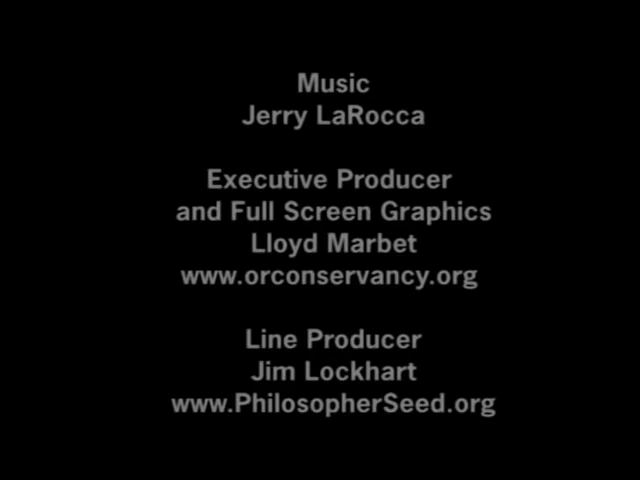 Music
Jerry LaRocca
Executive Producer
and Full Screen Graphics
Lloyd Marbet
www.orconservancy.org
Line Producer
Jim Lockhart
www.PhilosopherSeed.org